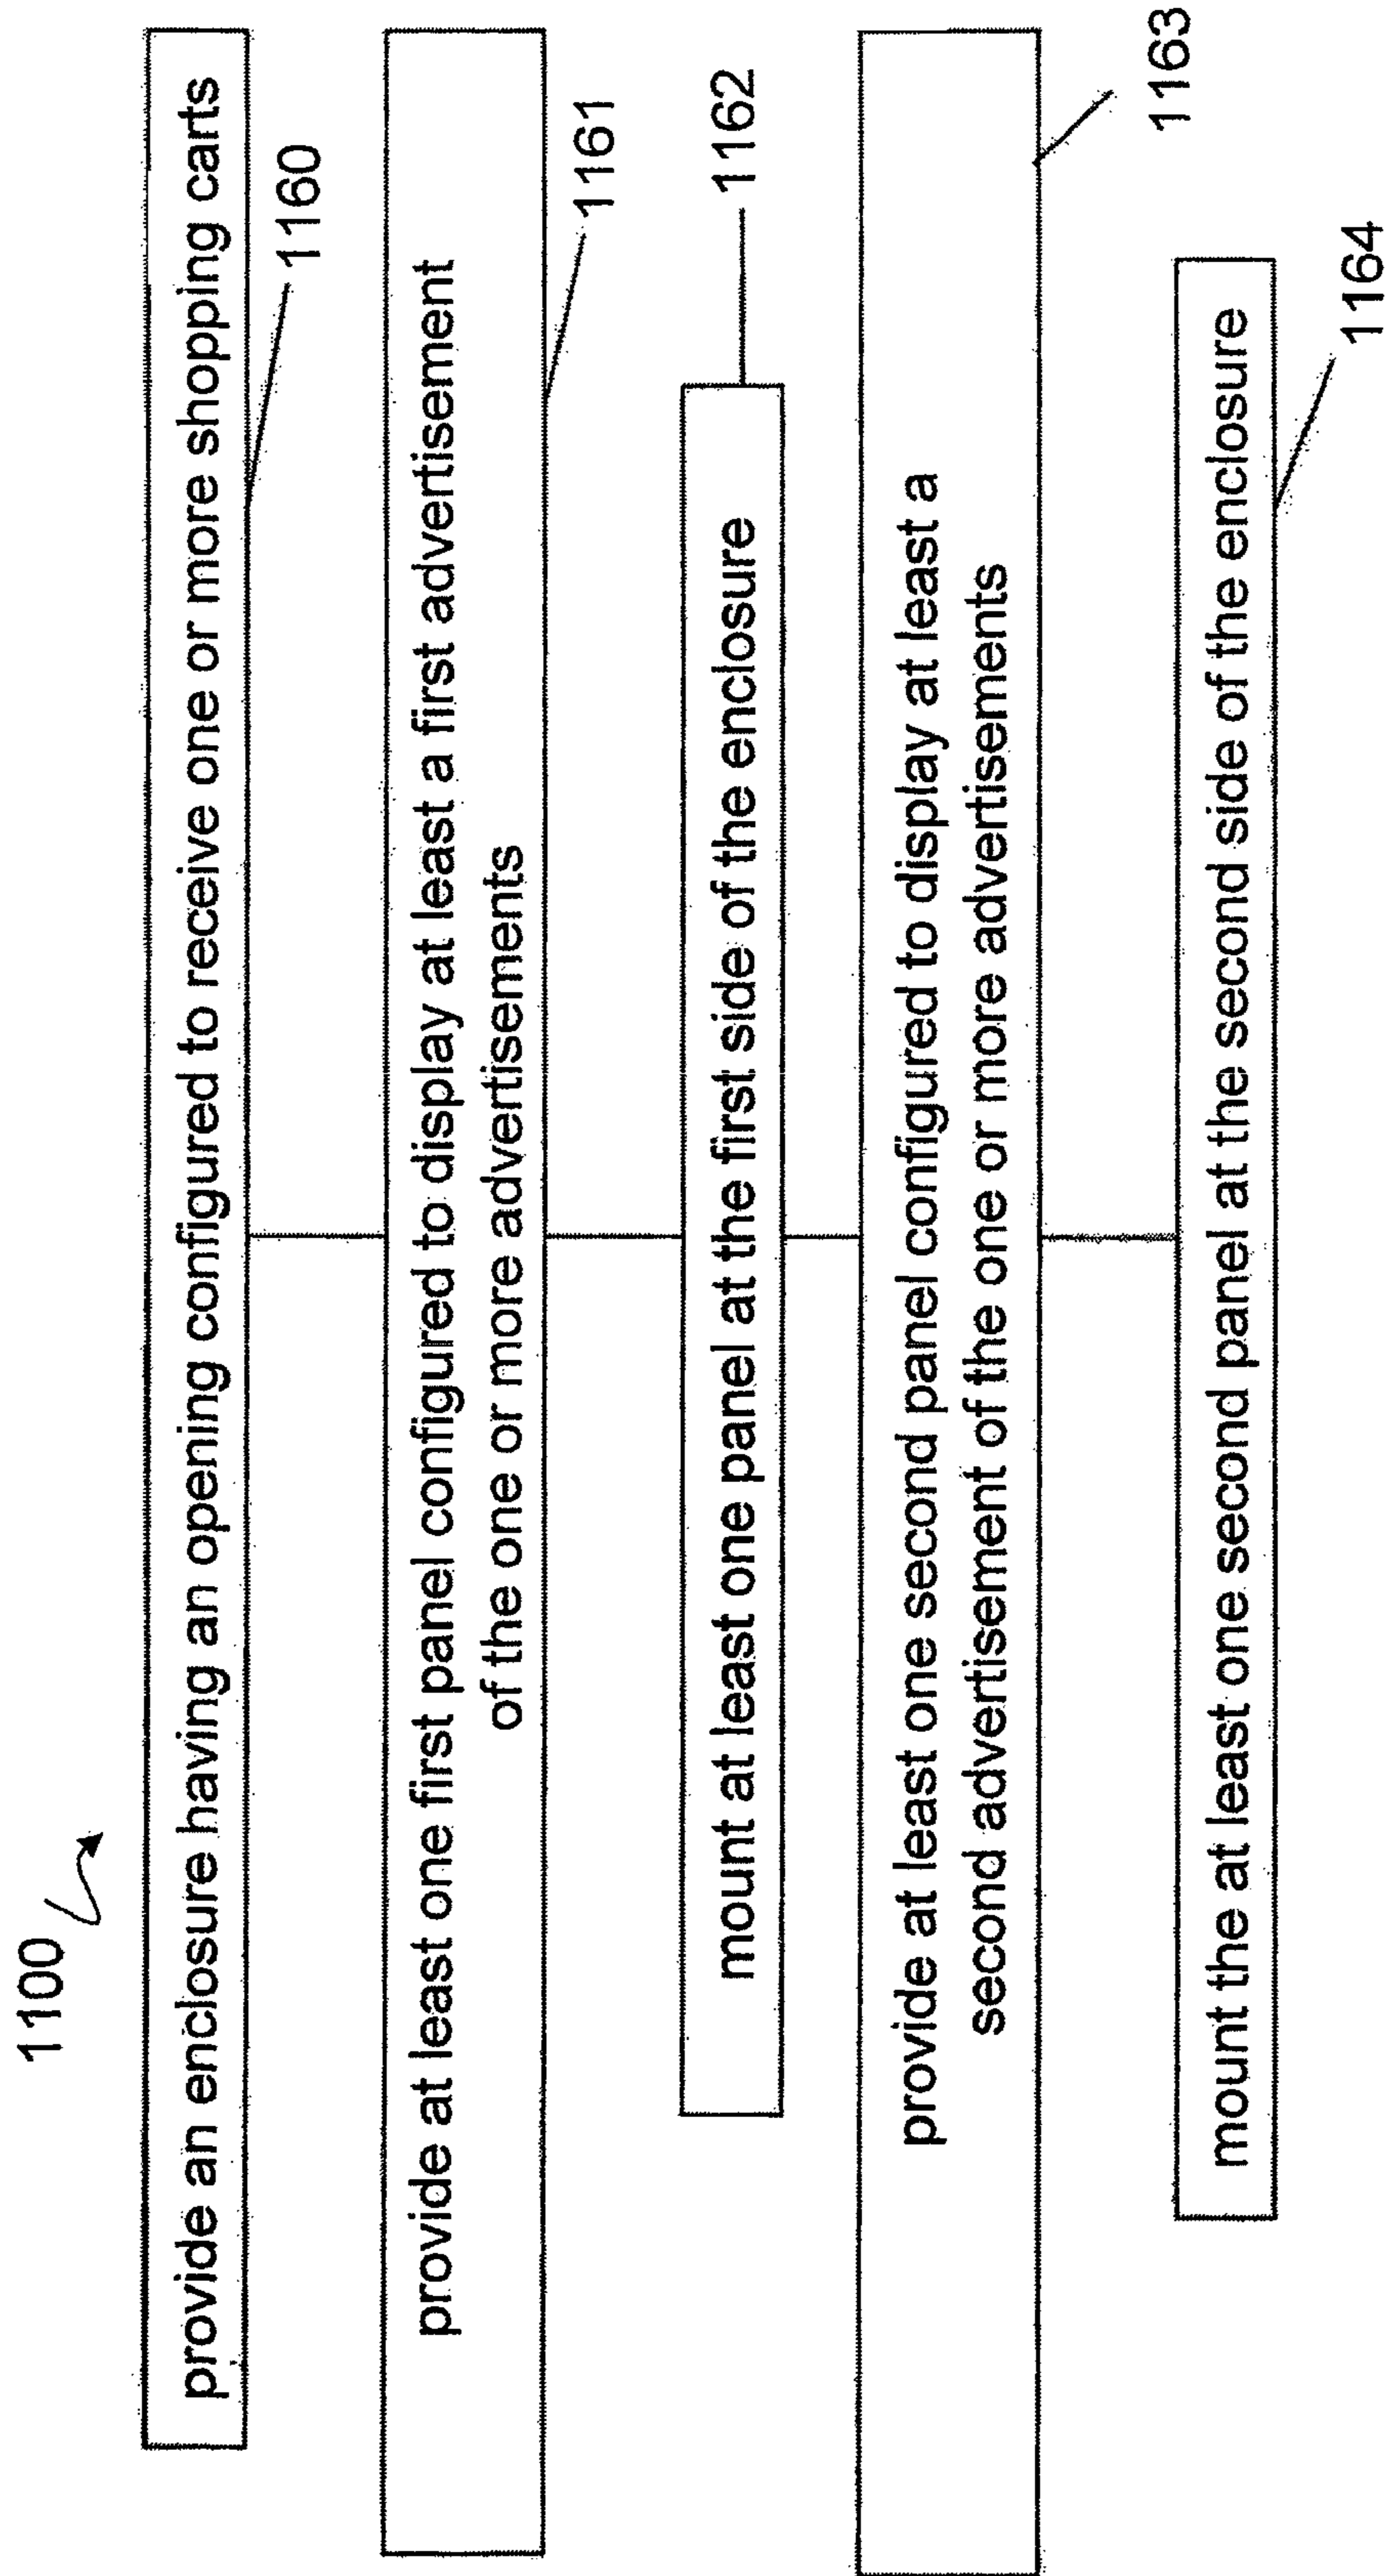 1100
provide an enclosure having an opening configured to receive one or more shopping carts
1160
provide at least one first panel configured to display at least a first advertisement
of the one or more advertisements
1161
mount at least one panel at the first side of the enclosure
1162
provide at least one second panel configured to display at least a
second advertisement of the one or more advertisements
1163
mount the at least one second panel at the second side of the enclosure
1164